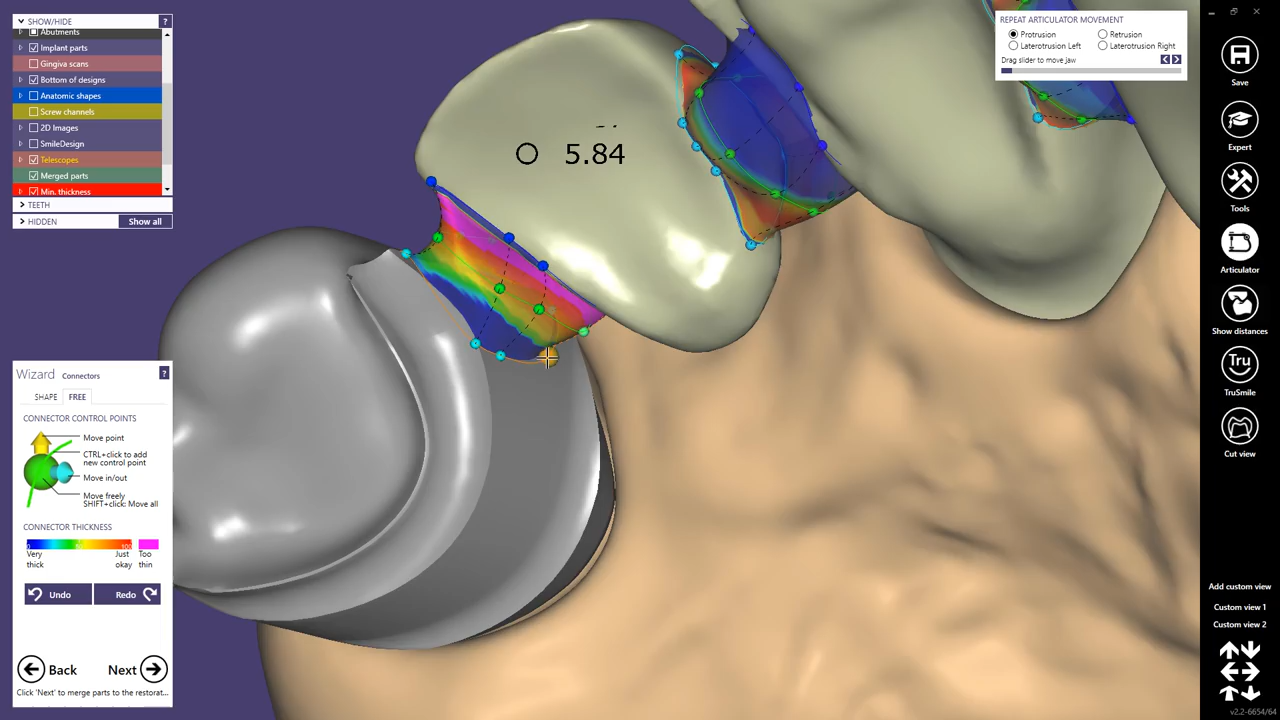 SHOW/HIDE ?
Abutments
Implant parts
Gingiva scans
Bottom of designs
Anatomic shapes
Screw channels
2D Images
SmileDesign
Telescopes
Merged parts
Min. thickness
TEETH
HIDDEN Show all
5.84
REPEAT ARTICULATOR MOVEMENT
Protrusion Retrusion
Laterotrusion Left Laterotrusion Right
Drag slider to move jaw
Save
Expert
Tools
Articulator
Show distances
Tru
TruSmile
Cut view
Add custom view
Custom view 1
Custom view 2
v2.2-6654/64
Wizard Connectors ?
SHAPE FREE
CONNECTOR CONTROL POINTS
Move point
CTRL+click to add
new control point
Move in/out
Move freely
SHIFT+click: Move all
CONNECTOR THICKNESS
100
Very thick
Just okay
Too thin
Undo Redo
Back Next
Click 'Next' to merge parts to the restorat...